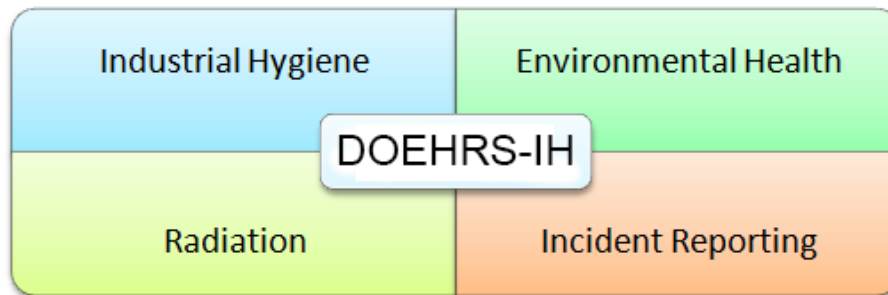 Industrial Hygiene
Environmental Health
DOEHRS-IH
Radiation
Incident Reporting